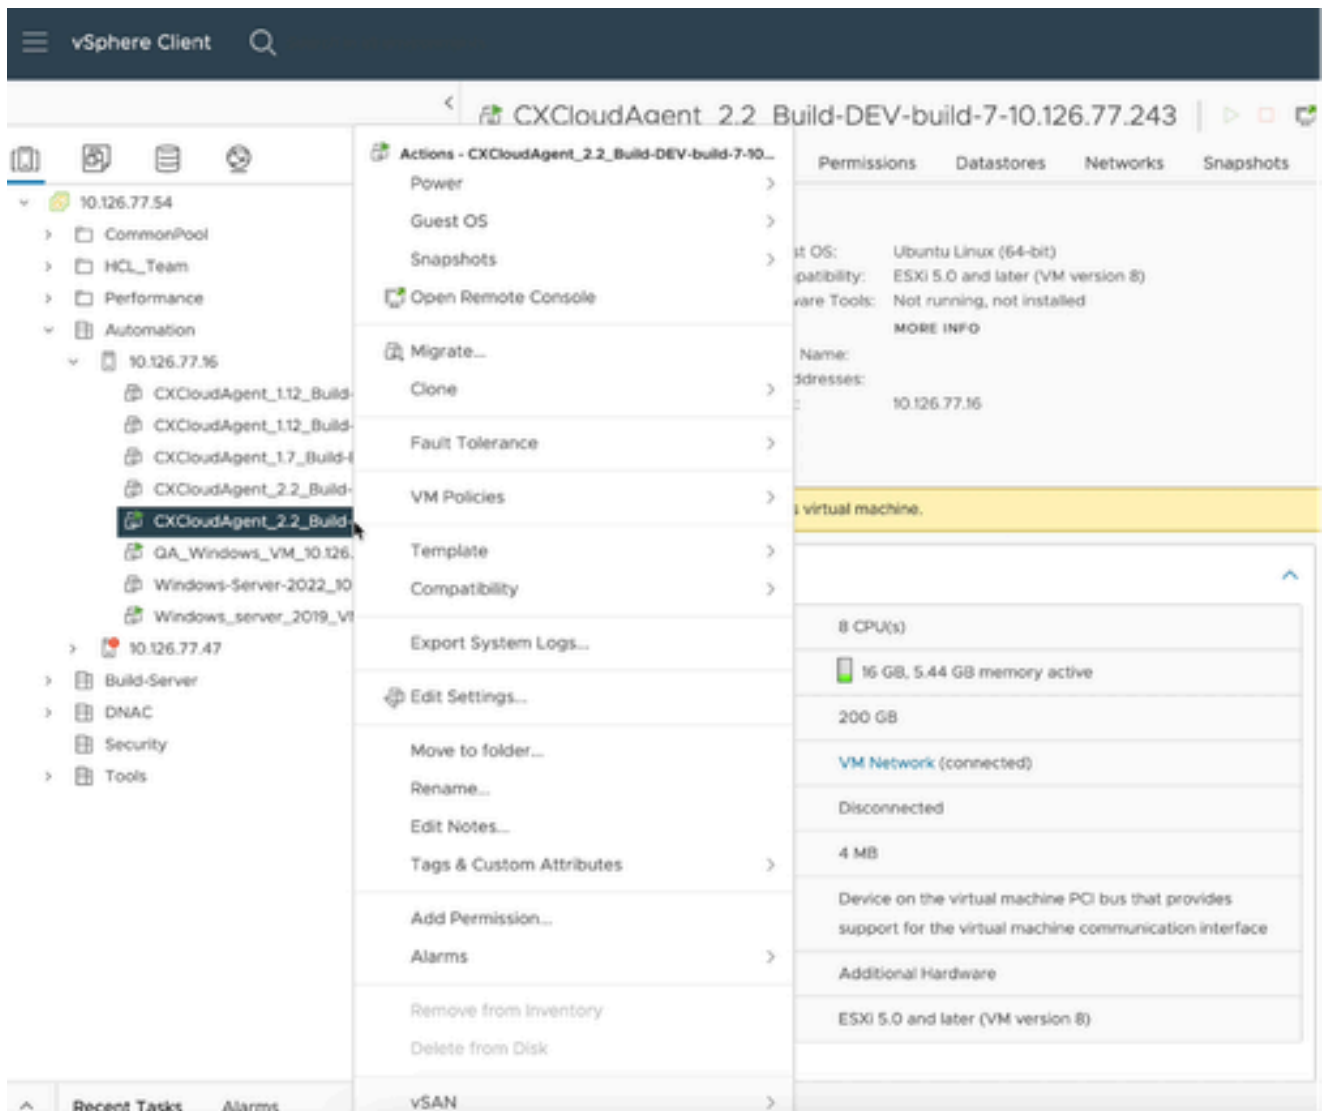 vSphere Client
CXCloudAgent_2.2_Build-DEV-build-7-10.126.77.243
Permissions
Datastores
Networks
Snapshots
10.126.77.54
CommonPool
HCL_Team
Performance
Automation
10.126.77.16
CXCloudAgent_1.12_Build-
CXCloudAgent_1.12_Build-
CXCloudAgent_1.7_Build-
CXCloudAgent_2.2_Build-
CXCloudAgent_2.2_Build-
QA_Windows_VM_10.126.
Windows-Server-2022_10
Windows_server_2019_V
10.126.77.47
Build-Server
DNAC
Security
Tools
Actions - CXCloudAgent_2.2_Build-DEV-build-7-10...
Power
Guest OS
Snapshots
Open Remote Console
Migrate...
Clone
Fault Tolerance
VM Policies
Template
Compatibility
Export System Logs...
Edit Settings...
Move to folder...
Rename...
Edit Notes...
Tags & Custom Attributes
Add Permission...
Alarms
Remove from Inventory
Delete from Disk
vSAN
st OS: Ubuntu Linux (64-bit)
patibility: ESXi 5.0 and later (VM version 8)
vare Tools: Not running, not installed
MORE INFO
Name:
ddresses:
10.126.77.16
virtual machine.
8 CPU(s)
16 GB, 5.44 GB memory active
200 GB
VM Network (connected)
Disconnected
4 MB
Device on the virtual machine PCI bus that provides
support for the virtual machine communication interface
Additional Hardware
ESXi 5.0 and later (VM version 8)
Recent Tasks
Alarms